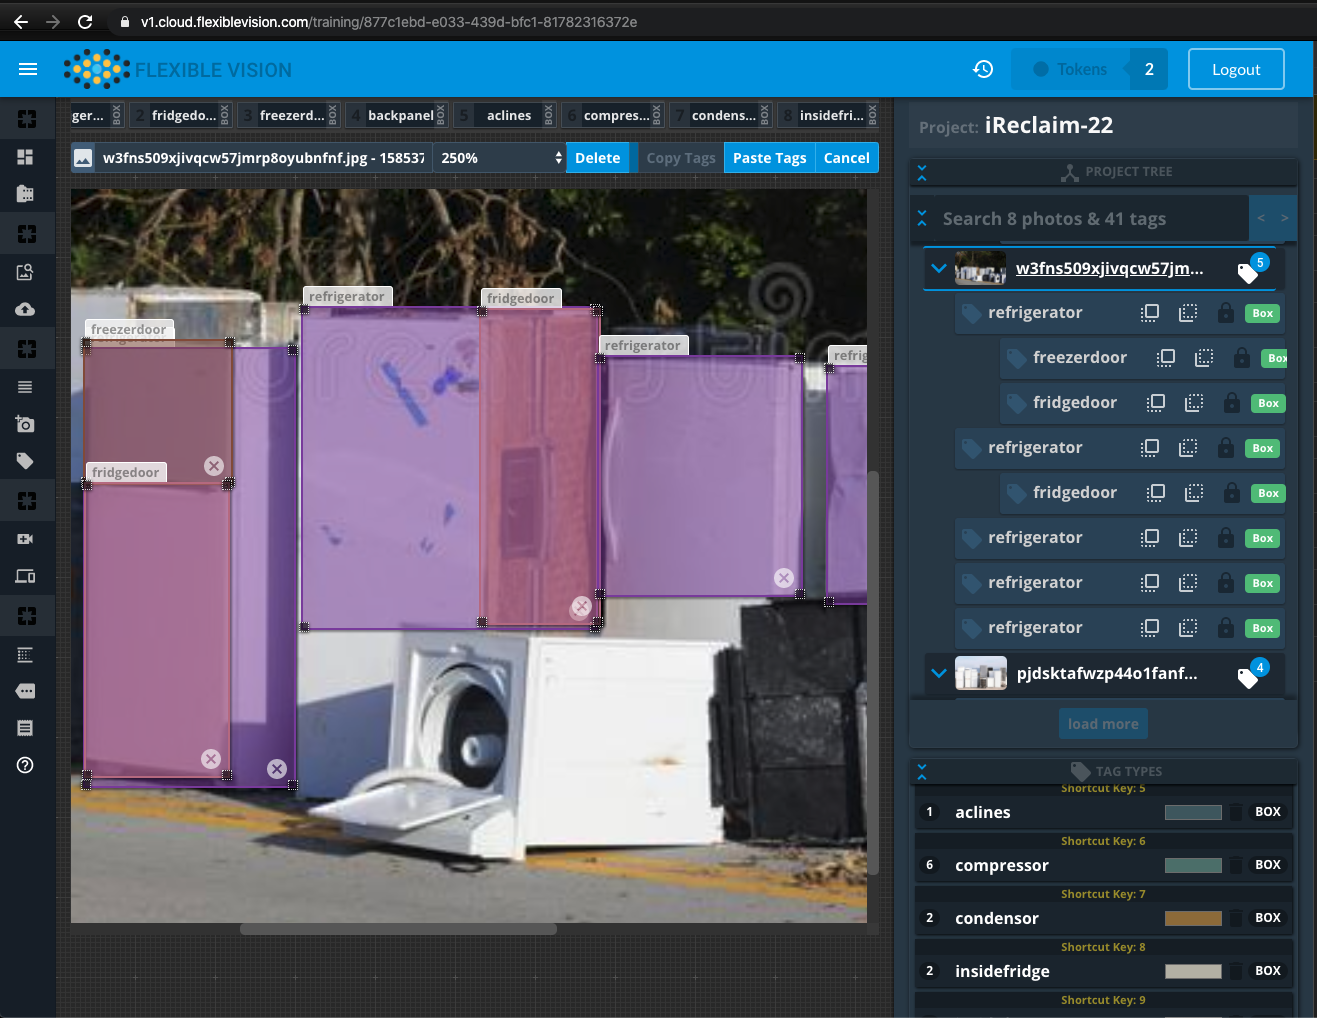 v1.cloud.flexiblevision.com/training/877c1ebd-e033-439d-bfc1-81782316372e
FLEXIBLE VISION
Tokens
2
Logout
ger... BOX
2 fridgedo... BOX
3 freezerd... BOX
4 backpanel BOX
5 aclines BOX
6 compres... BOX
7 condens... BOX
8 insidefri... BOX
w3fns509xjivqcw57jmrp8oyubnfnf.jpg - 158537
250%
Delete
Copy Tags
Paste Tags
Cancel
refrigerator
fridgedoor
freezerdoor
refrigerator
refrig
fridgedoor
Project: iReclaim-22
PROJECT TREE
Search 8 photos & 41 tags
< >
w3fns509xjivqcw57jm... 5
refrigerator Box
freezerdoor Box
fridgedoor Box
refrigerator Box
fridgedoor Box
refrigerator Box
refrigerator Box
refrigerator Box
pjdsktafwzp44o1fanf... 4
load more
TAG TYPES
Shortcut Key: 5
1 aclines BOX
Shortcut Key: 6
6 compressor BOX
Shortcut Key: 7
2 condensor BOX
Shortcut Key: 8
2 insidefridge BOX
Shortcut Key: 9